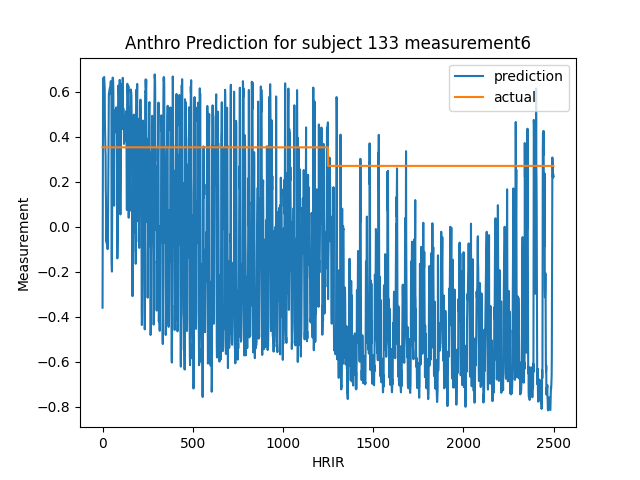 Anthro Prediction for subject 133 measurement6
prediction
actual
Measurement
0.6
0.4
0.2
0.0
−0.2
−0.4
−0.6
−0.8
0 500 1000 1500 2000 2500
HRIR